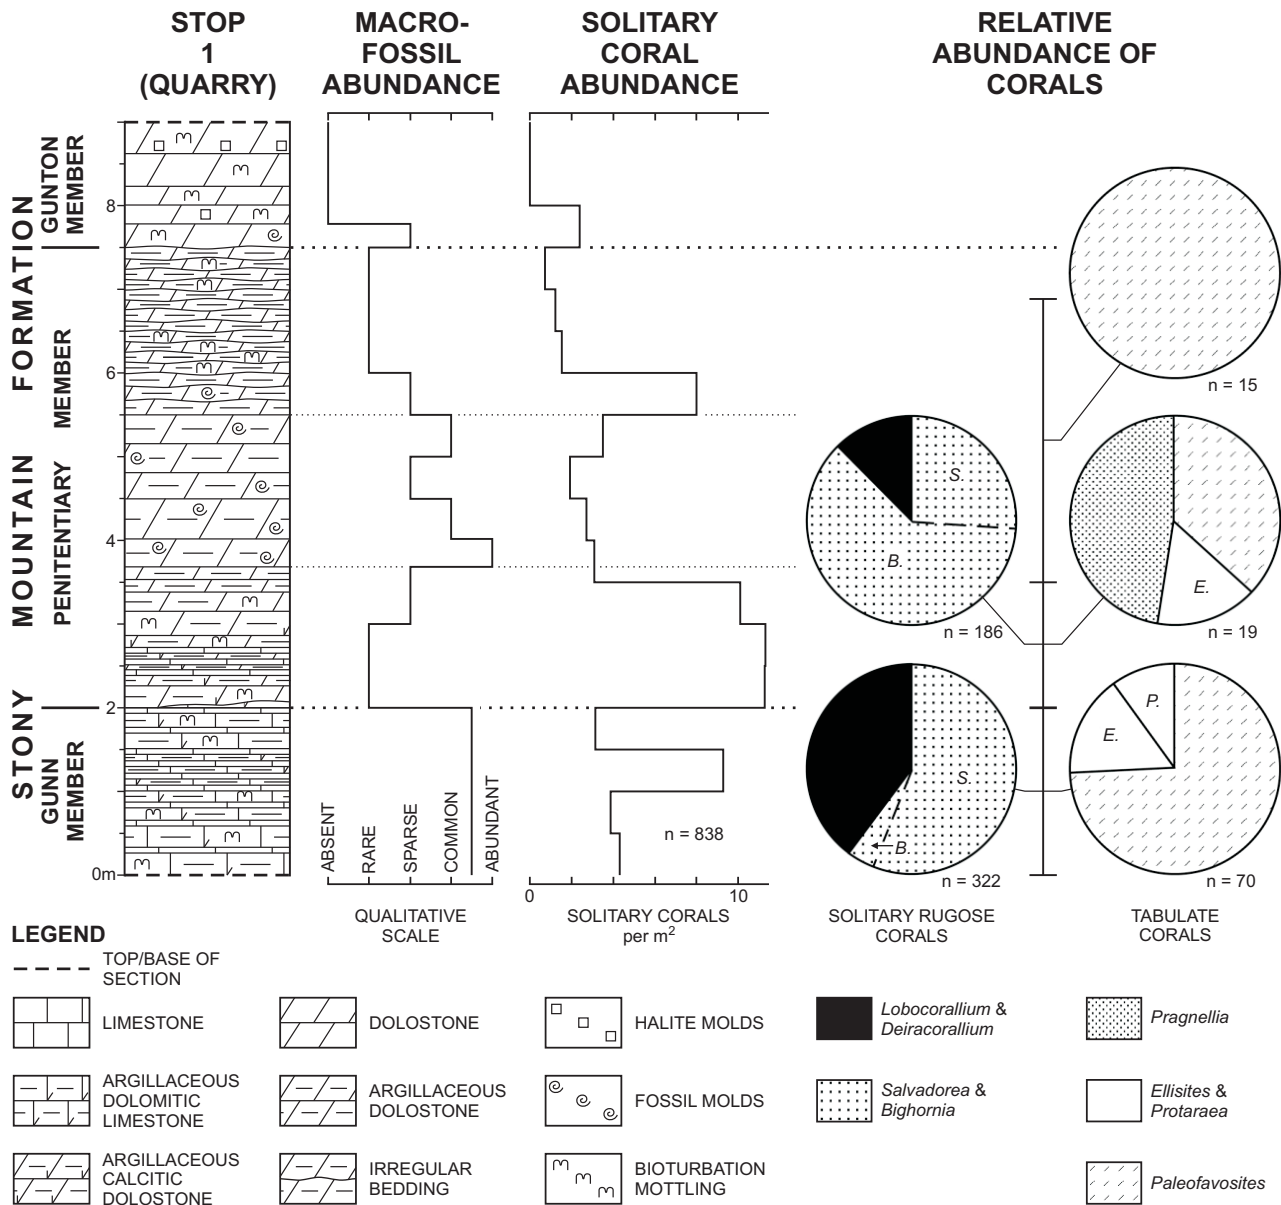 STOP
1
(QUARRY)
MACRO-
FOSSIL
ABUNDANCE
SOLITARY
CORAL
ABUNDANCE
RELATIVE
ABUNDANCE OF
CORALS
STONY MOUNTAIN FORMATION
GUNTON
MEMBER
PENITENTIARY MEMBER
GUNN
MEMBER
8
6
4
2
0m
ABSENT
RARE
SPARSE
COMMON
ABUNDANT
QUALITATIVE
SCALE
n = 838
0
10
SOLITARY CORALS
per m²
n = 15
S.
B.
n = 186
E.
n = 19
S.
B.
n = 322
P.
E.
n = 70
SOLITARY RUGOSE
CORALS
TABULATE
CORALS
LEGEND
TOP/BASE OF
SECTION
LIMESTONE
DOLOSTONE
HALITE MOLDS
Lobocorallium &
Deiracorallium
Pragnellia
ARGILLACEOUS
DOLOMITIC
LIMESTONE
ARGILLACEOUS
DOLOSTONE
FOSSIL MOLDS
Salvadorea &
Bighornia
Ellisites &
Protaraea
ARGILLACEOUS
CALCITIC
DOLOSTONE
IRREGULAR
BEDDING
BIOTURBATION
MOTTLING
Paleofavosites